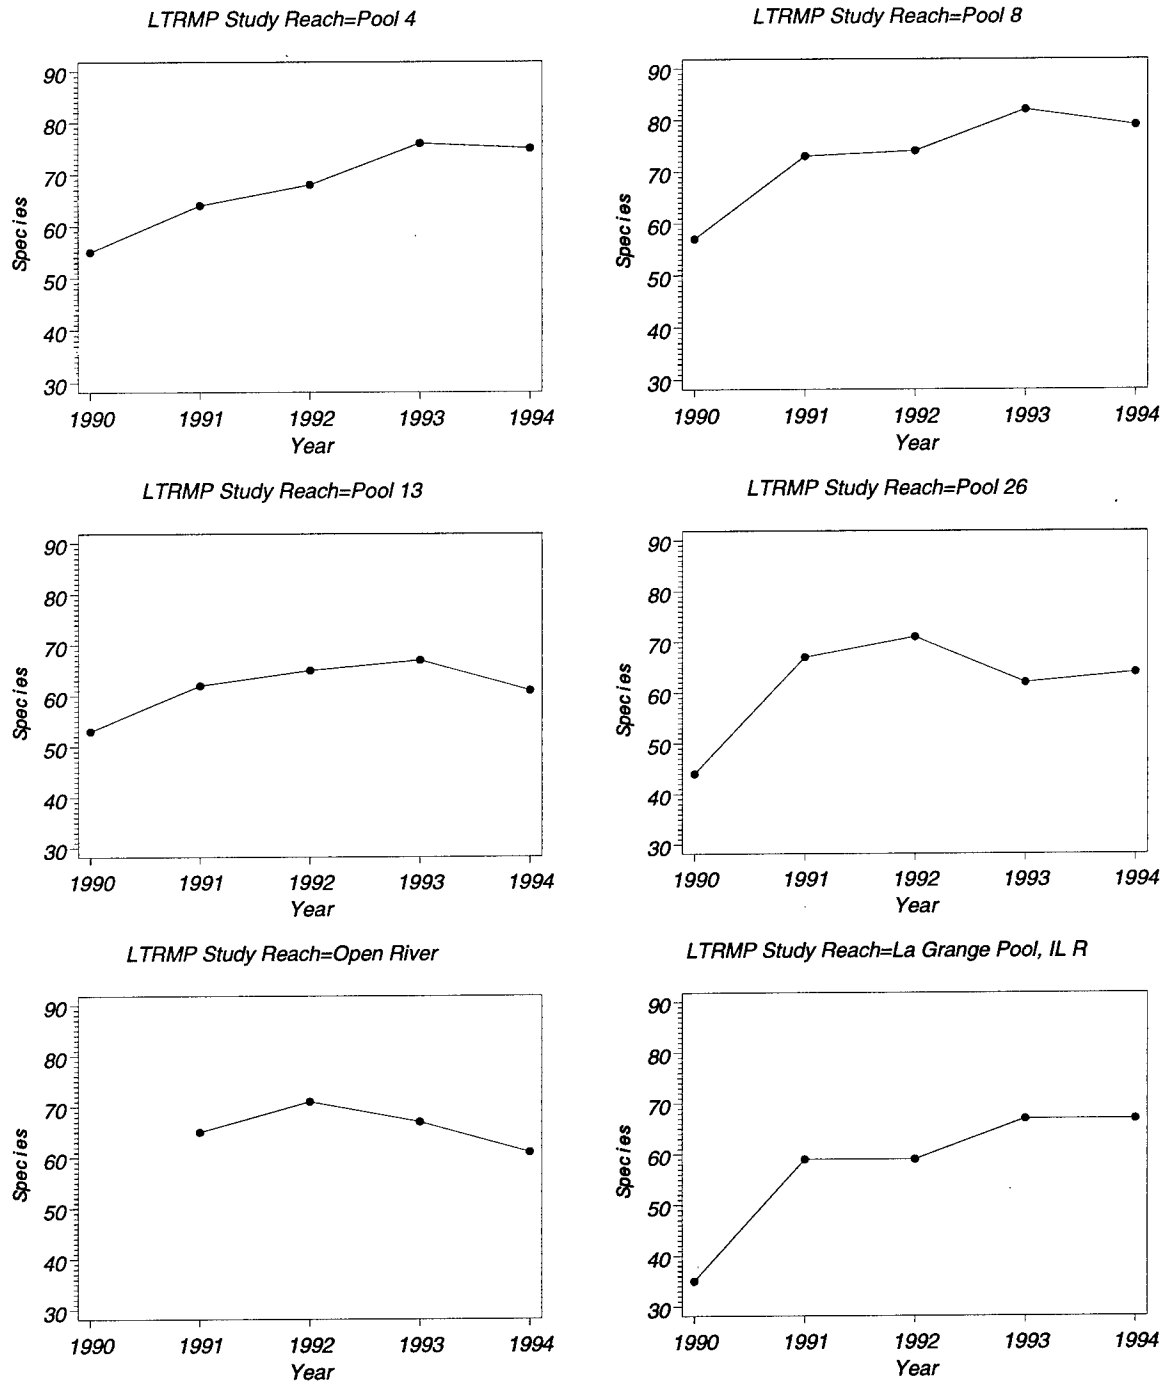 LTRMP Study Reach=Pool 4
90
80
70
60
50
40
30
Species
1990 1991 1992 1993 1994
Year
LTRMP Study Reach=Pool 8
90
80
70
60
50
40
30
Species
1990 1991 1992 1993 1994
Year
LTRMP Study Reach=Pool 13
90
80
70
60
50
40
30
Species
1990 1991 1992 1993 1994
Year
LTRMP Study Reach=Pool 26
90
80
70
60
50
40
30
Species
1990 1991 1992 1993 1994
Year
LTRMP Study Reach=Open River
90
80
70
60
50
40
30
Species
1990 1991 1992 1993 1994
Year
LTRMP Study Reach=La Grange Pool, IL R
90
80
70
60
50
40
30
Species
1990 1991 1992 1993 1994
Year